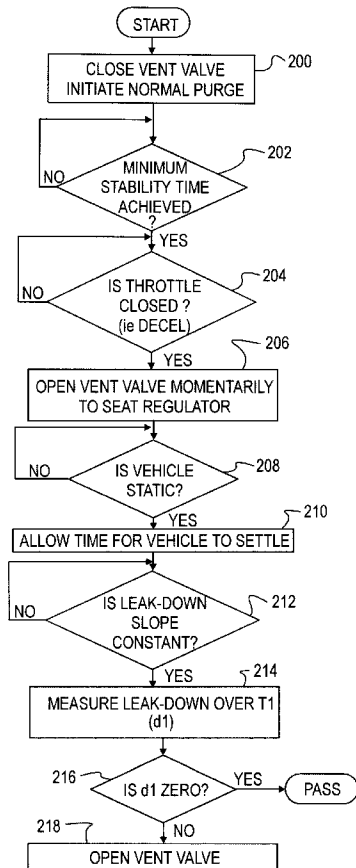 START
CLOSE VENT VALVE
INITIATE NORMAL PURGE
200
NO
MINIMUM
STABILITY TIME
ACHIEVED
?
202
YES
NO
IS THROTTLE
CLOSED ?
(ie DECEL)
204
YES
206
OPEN VENT VALVE MOMENTARILY
TO SEAT REGULATOR
NO
IS VEHICLE
STATIC?
208
YES
210
ALLOW TIME FOR VEHICLE TO SETTLE
NO
IS LEAK-DOWN
SLOPE
CONSTANT?
212
YES
214
MEASURE LEAK-DOWN OVER T1
(d1)
216
IS d1 ZERO?
YES
PASS
NO
218
OPEN VENT VALVE